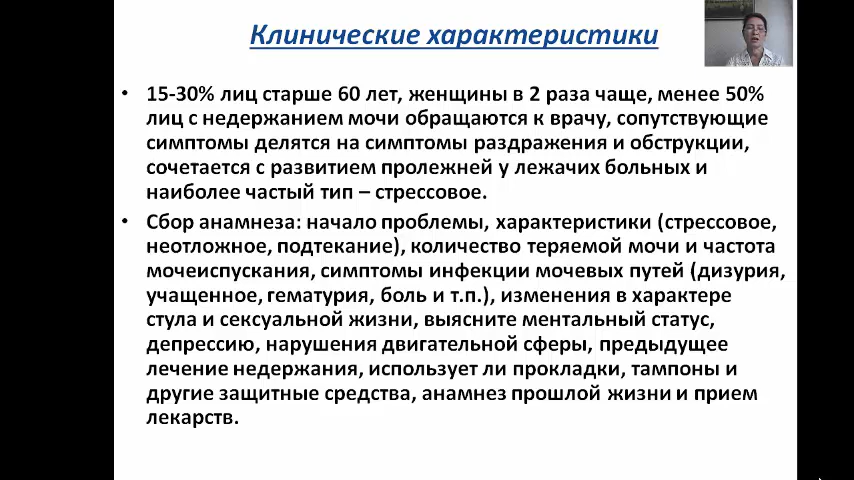 Клинические характеристики
• 15-30% лиц старше 60 лет, женщины в 2 раза чаще, менее 50%
лиц с недержанием мочи обращаются к врачу, сопутствующие
симптомы делятся на симптомы раздражения и обструкции,
сочетается с развитием пролежней у лежачих больных и
наиболее частый тип – стрессовое.
• Сбор анамнеза: начало проблемы, характеристики (стрессовое,
неотложное, подтекание), количество теряемой мочи и частота
мочеиспускания, симптомы инфекции мочевых путей (дизурия,
учащенное, гематурия, боль и т.п.), изменения в характере
стула и сексуальной жизни, выясните ментальный статус,
депрессию, нарушения двигательной сферы, предыдущее
лечение недержания, использует ли прокладки, тампоны и
другие защитные средства, анамнез прошлой жизни и прием
лекарств.